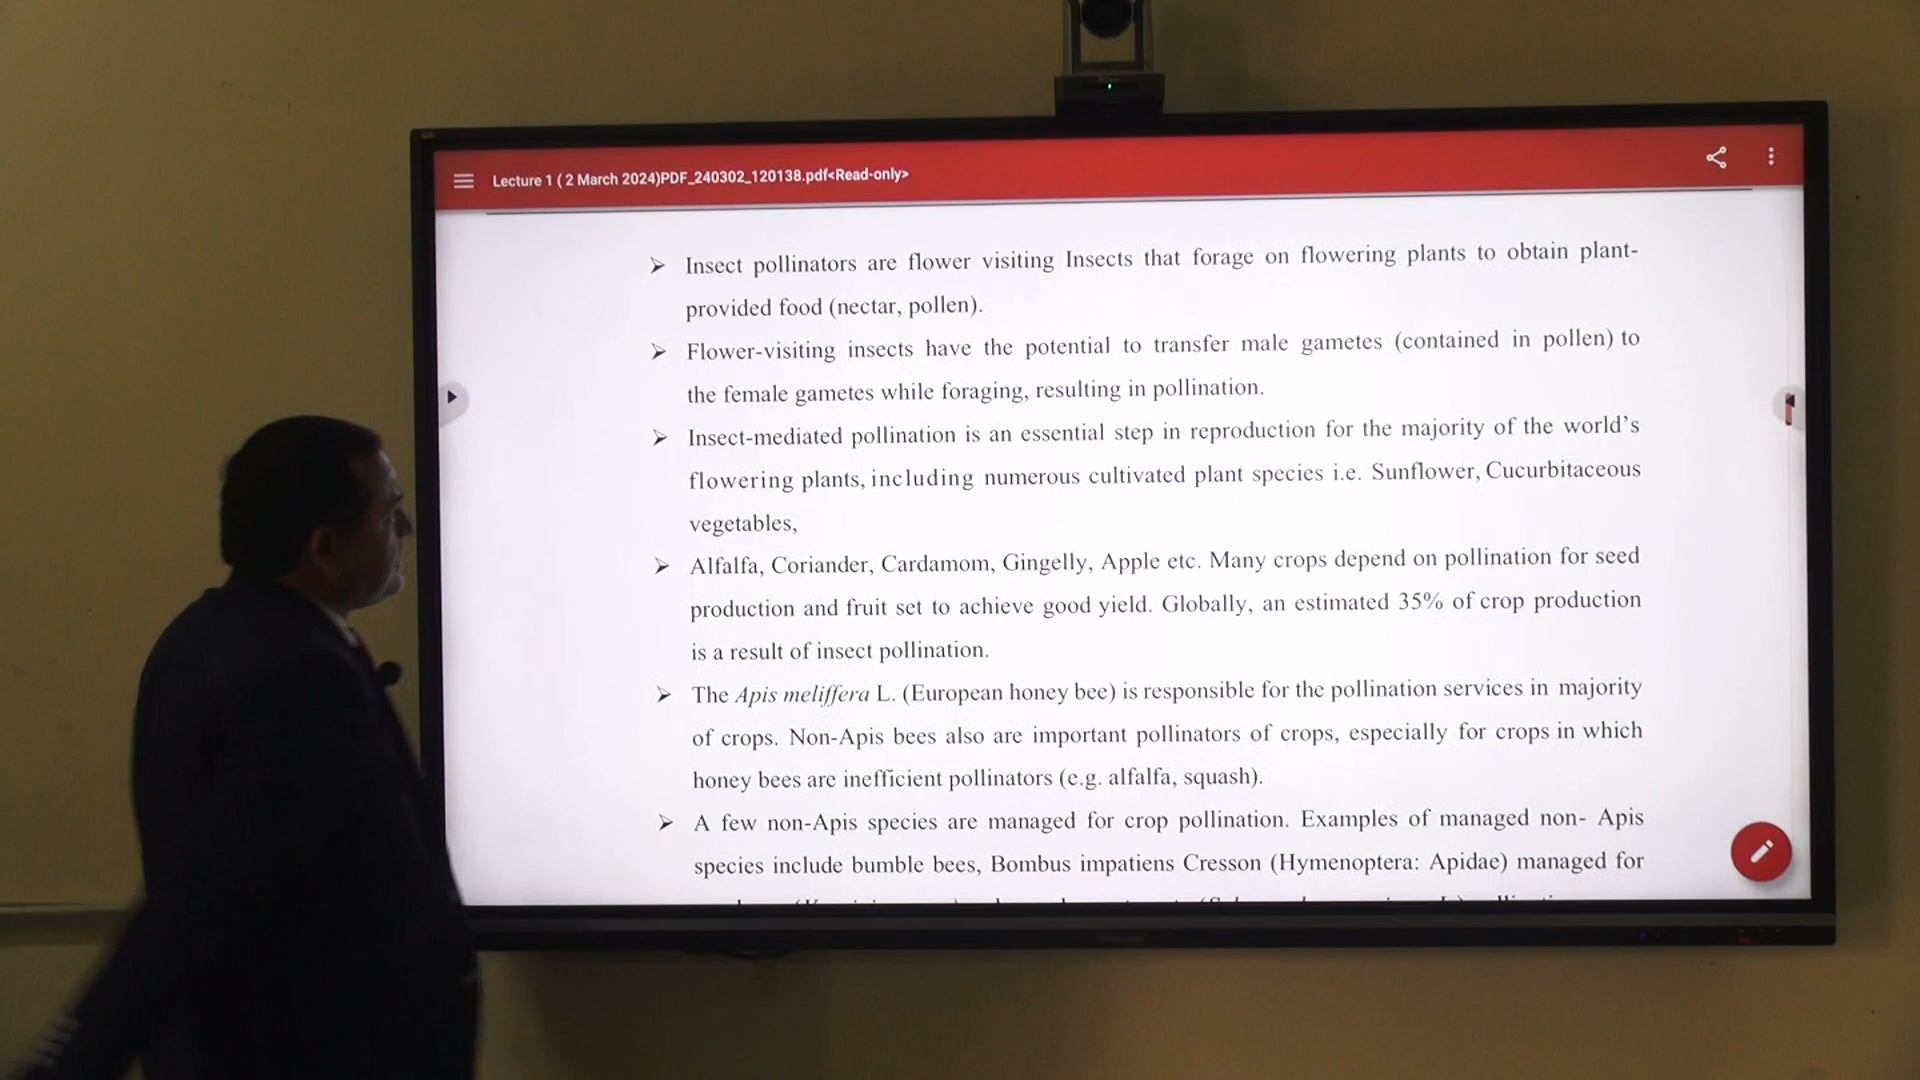 Lecture 1 ( 2 March 2024)PDF_240302_120138.pdf<Read-only>
➢ Insect pollinators are flower visiting Insects that forage on flowering plants to obtain plant-
provided food (nectar, pollen).
➢ Flower-visiting insects have the potential to transfer male gametes (contained in pollen) to
the female gametes while foraging, resulting in pollination.
➢ Insect-mediated pollination is an essential step in reproduction for the majority of the world’s
flowering plants, including numerous cultivated plant species i.e. Sunflower, Cucurbitaceous
vegetables,
➢ Alfalfa, Coriander, Cardamom, Gingelly, Apple etc. Many crops depend on pollination for seed
production and fruit set to achieve good yield. Globally, an estimated 35% of crop production
is a result of insect pollination.
➢ The Apis meliffera L. (European honey bee) is responsible for the pollination services in majority
of crops. Non-Apis bees also are important pollinators of crops, especially for crops in which
honey bees are inefficient pollinators (e.g. alfalfa, squash).
➢ A few non-Apis species are managed for crop pollination. Examples of managed non- Apis
species include bumble bees, Bombus impatiens Cresson (Hymenoptera: Apidae) managed for